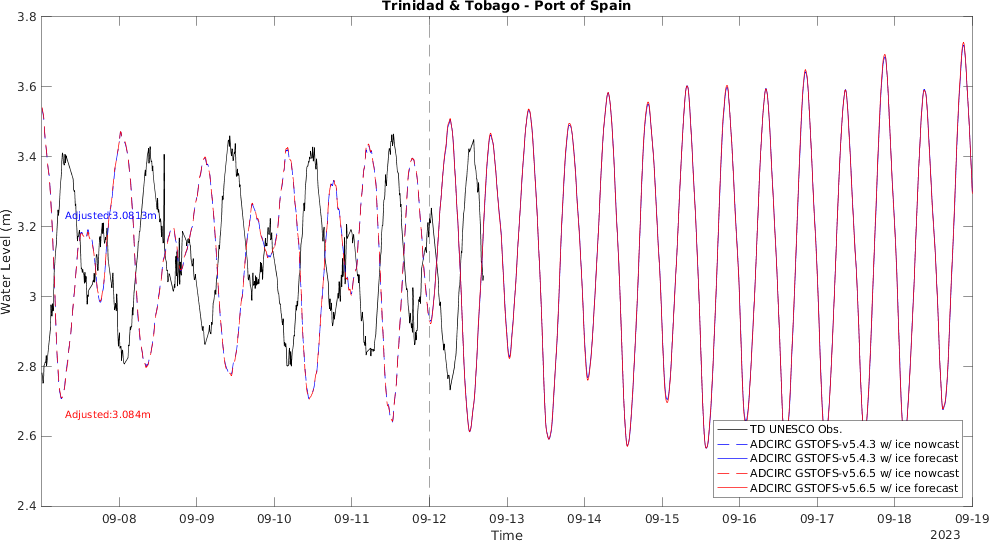 Trinidad & Tobago - Port of Spain
3.8
3.6
3.4
3.2
3
2.8
2.6
2.4
Water Level (m)
Adjusted:3.0813m
Adjusted:3.084m
TD UNESCO Obs.
ADCIRC GSTOFS-v5.4.3 w/ ice nowcast
ADCIRC GSTOFS-v5.4.3 w/ ice forecast
ADCIRC GSTOFS-v5.6.5 w/ ice nowcast
ADCIRC GSTOFS-v5.6.5 w/ ice forecast
09-08 09-09 09-10 09-11 09-12 09-13 09-14 09-15 09-16 09-17 09-18 09-19
Time
2023